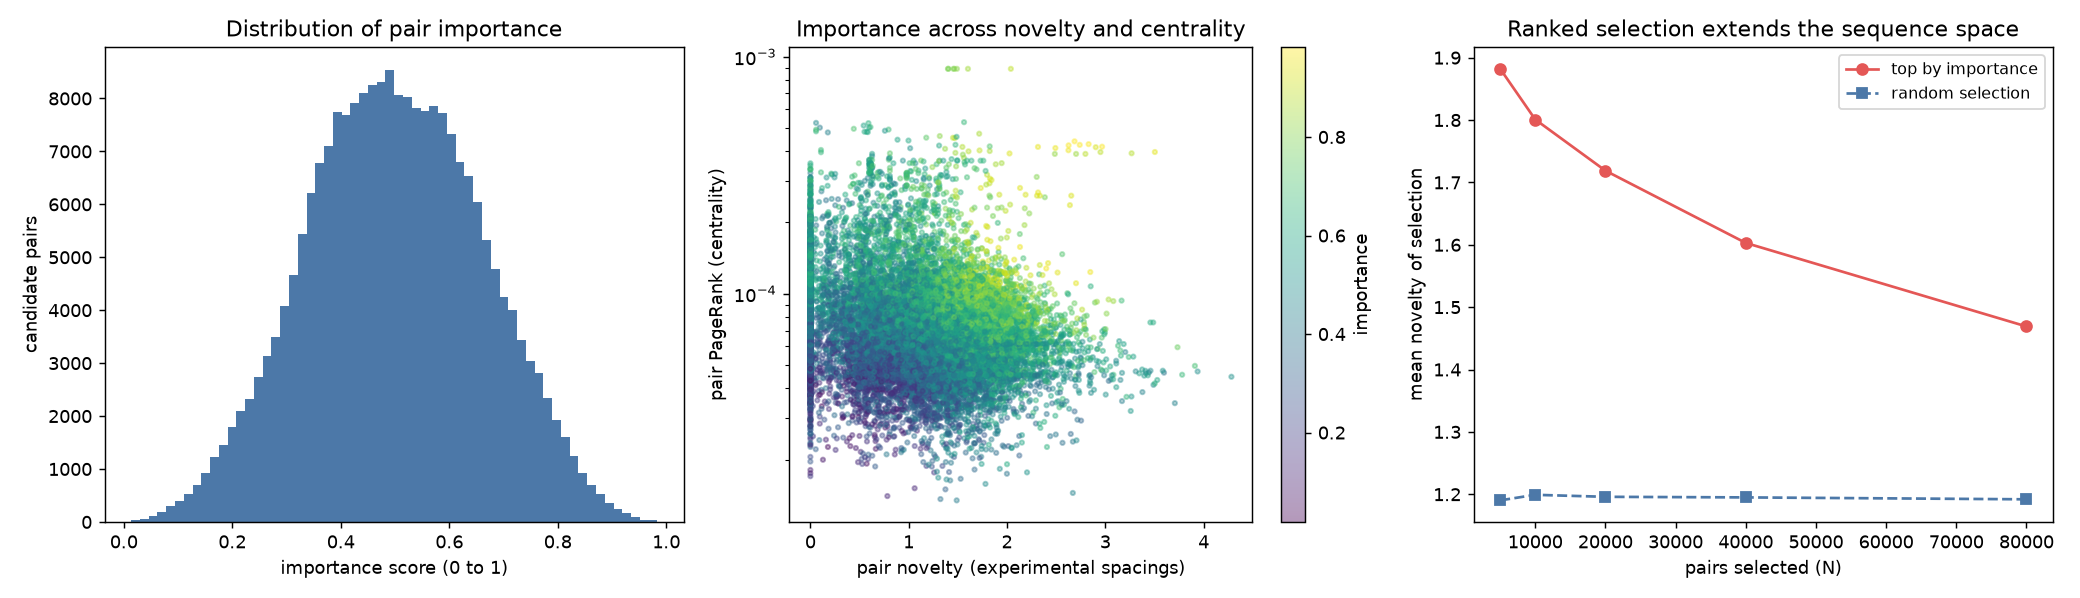 Distribution of pair importance
8000
7000
6000
5000
4000
3000
2000
1000
0
candidate pairs
0.0 0.2 0.4 0.6 0.8 1.0
importance score (0 to 1)
Importance across novelty and centrality
10⁻³
10⁻⁴
pair PageRank (centrality)
0 1 2 3 4
pair novelty (experimental spacings)
0.8
0.6
0.4
0.2
importance
Ranked selection extends the sequence space
top by importance
random selection
1.9
1.8
1.7
1.6
1.5
1.4
1.3
1.2
mean novelty of selection
10000 20000 30000 40000 50000 60000 70000 80000
pairs selected (N)